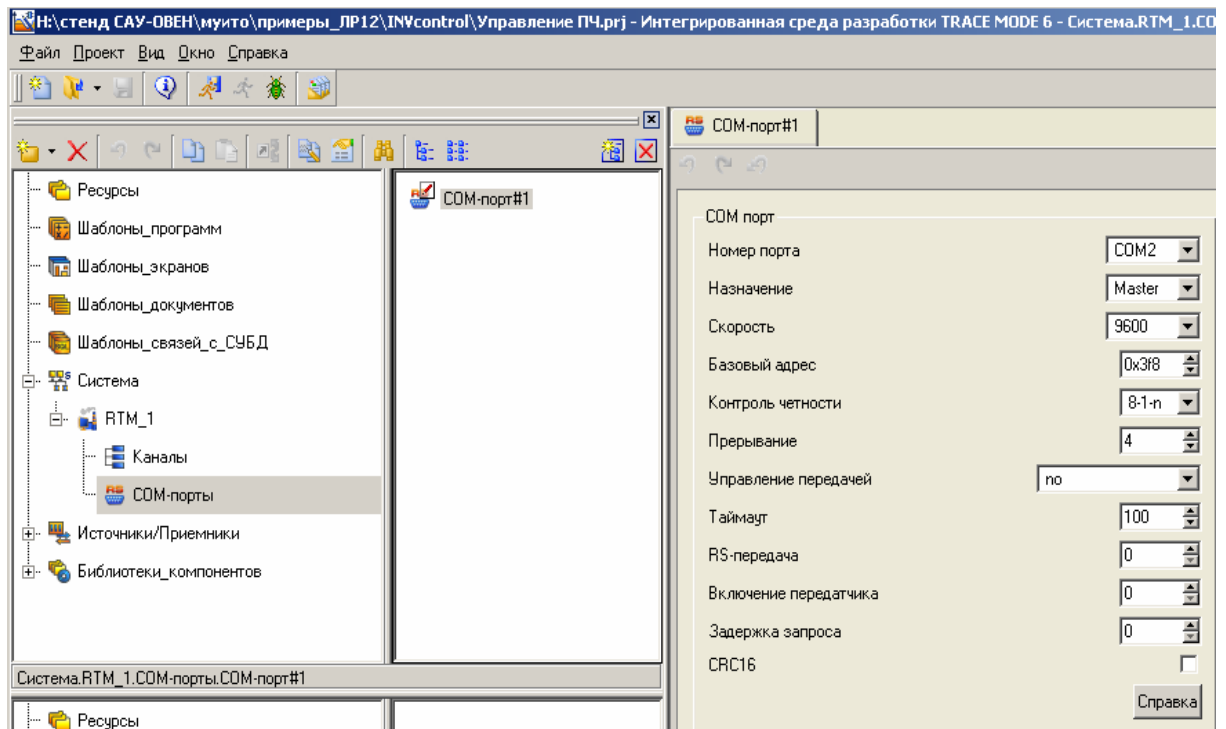 H:\стенд САУ-ОВЕН\муито\примеры_ЛР12\INVcontrol\Управление ПЧ.prj - Интегрированная среда разработки TRACE MODE 6 - Система.RTM_1.CO
Файл Проект Вид Окно Справка
COM-порт#1
Ресурсы
Шаблоны_программ
Шаблоны_экранов
Шаблоны_документов
Шаблоны_связей_с_СУБД
Система
RTM_1
Каналы
COM-порты
Источники/Приемники
Библиотеки_компонентов
COM-порт#1
COM порт
Номер порта COM2
Назначение Master
Скорость 9600
Базовый адрес 0x3f8
Контроль четности 8-1-n
Прерывание 4
Управление передачей no
Таймаут 100
RS-передача 0
Включение передатчика 0
Задержка запроса 0
CRC16
Справка
Система.RTM_1.COM-порты.COM-порт#1
Ресурсы